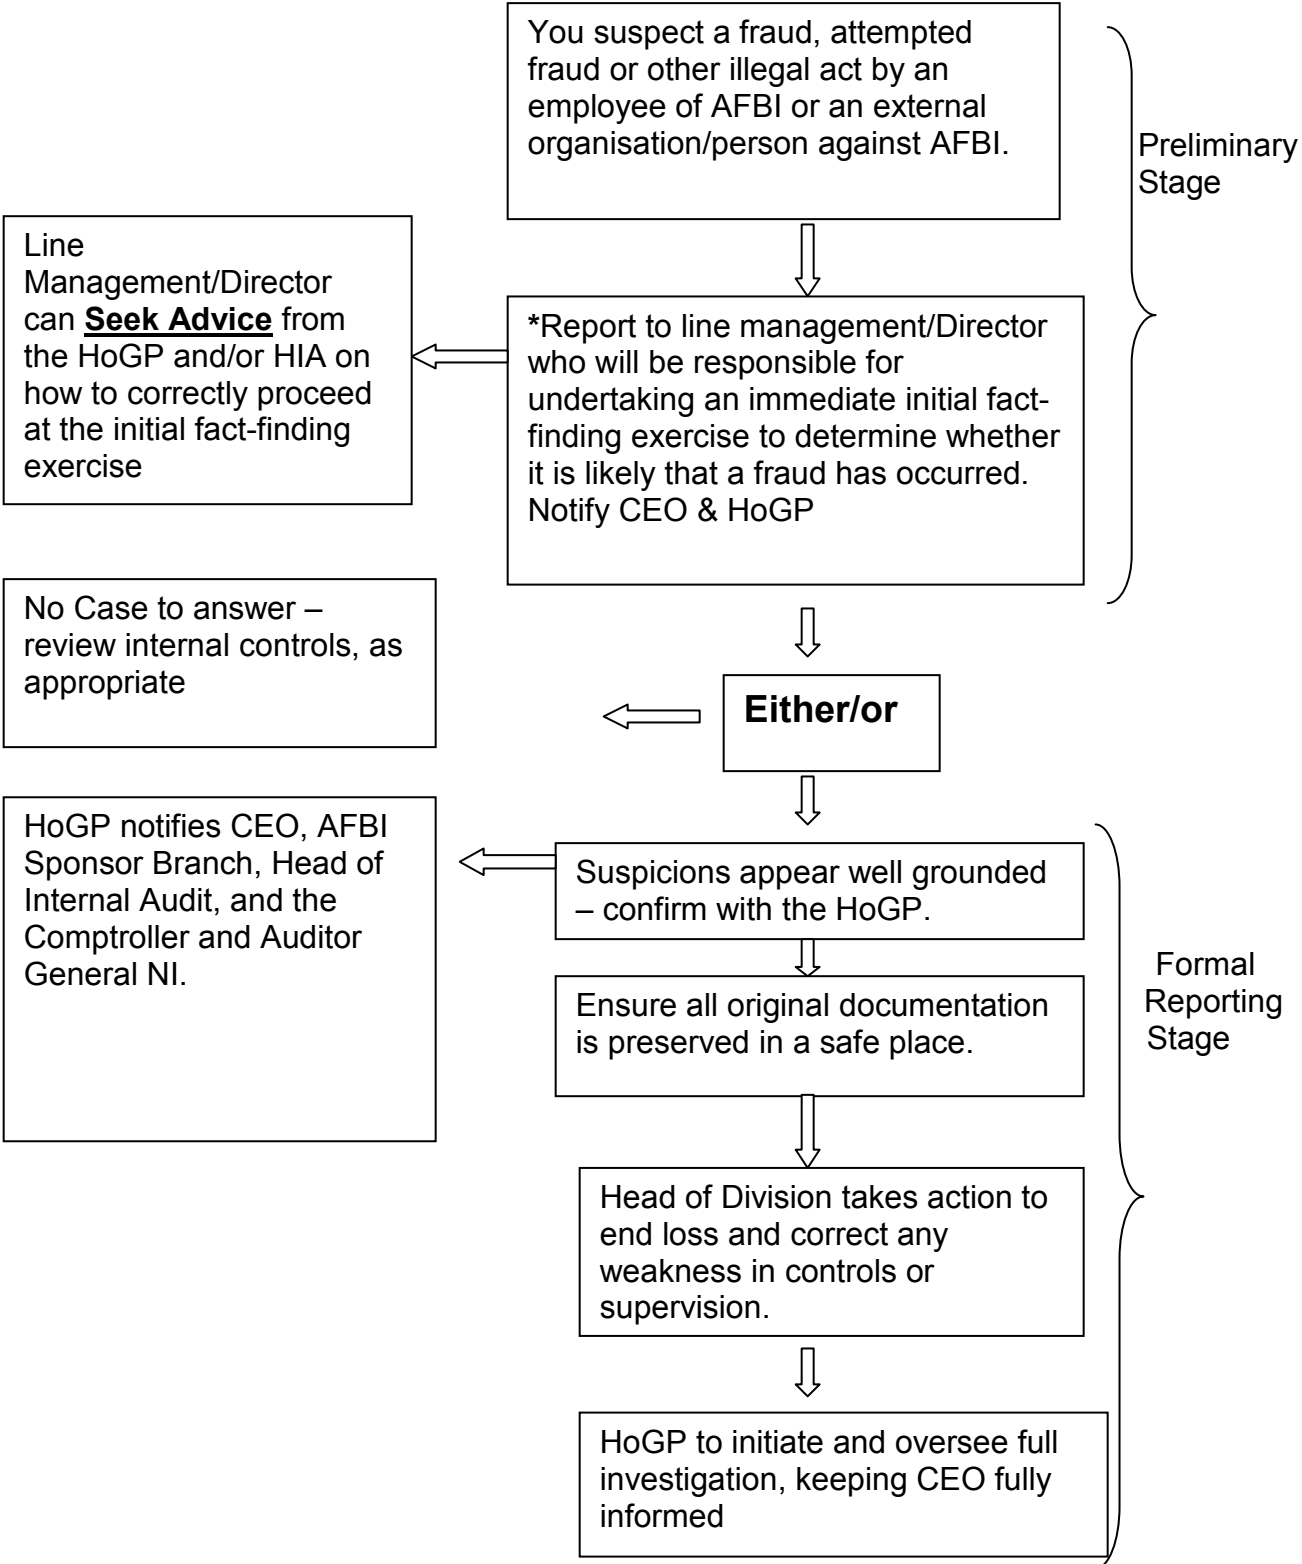 You suspect a fraud, attempted
fraud or other illegal act by an
employee of AFBI or an external
organisation/person against AFBI.
Preliminary
Stage
Line
Management/Director
can Seek Advice from
the HoGP and/or HIA on
how to correctly proceed
at the initial fact-finding
exercise
*Report to line management/Director
who will be responsible for
undertaking an immediate initial fact-
finding exercise to determine whether
it is likely that a fraud has occurred.
Notify CEO & HoGP
No Case to answer –
review internal controls, as
appropriate
Either/or
HoGP notifies CEO, AFBI
Sponsor Branch, Head of
Internal Audit, and the
Comptroller and Auditor
General NI.
Suspicions appear well grounded
– confirm with the HoGP.
Formal
Reporting
Stage
Ensure all original documentation
is preserved in a safe place.
Head of Division takes action to
end loss and correct any
weakness in controls or
supervision.
HoGP to initiate and oversee full
investigation, keeping CEO fully
informed